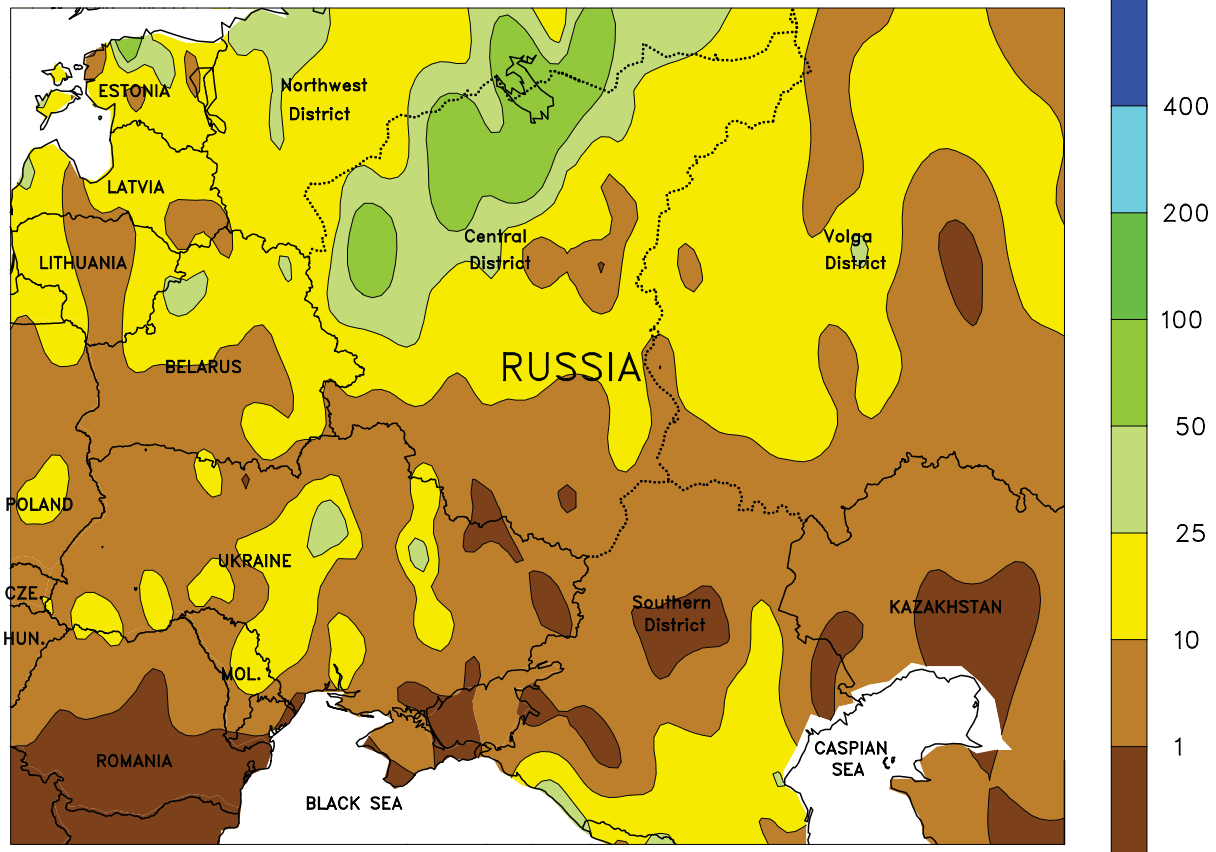 Northwest
District
ESTONIA
LATVIA
LITHUANIA
Central
District
Volga
District
BELARUS
RUSSIA
POLAND
UKRAINE
CZE.
HUN.
MOL.
Southern
District
KAZAKHSTAN
ROMANIA
BLACK SEA
CASPIAN
SEA
400
200
100
50
25
10
1